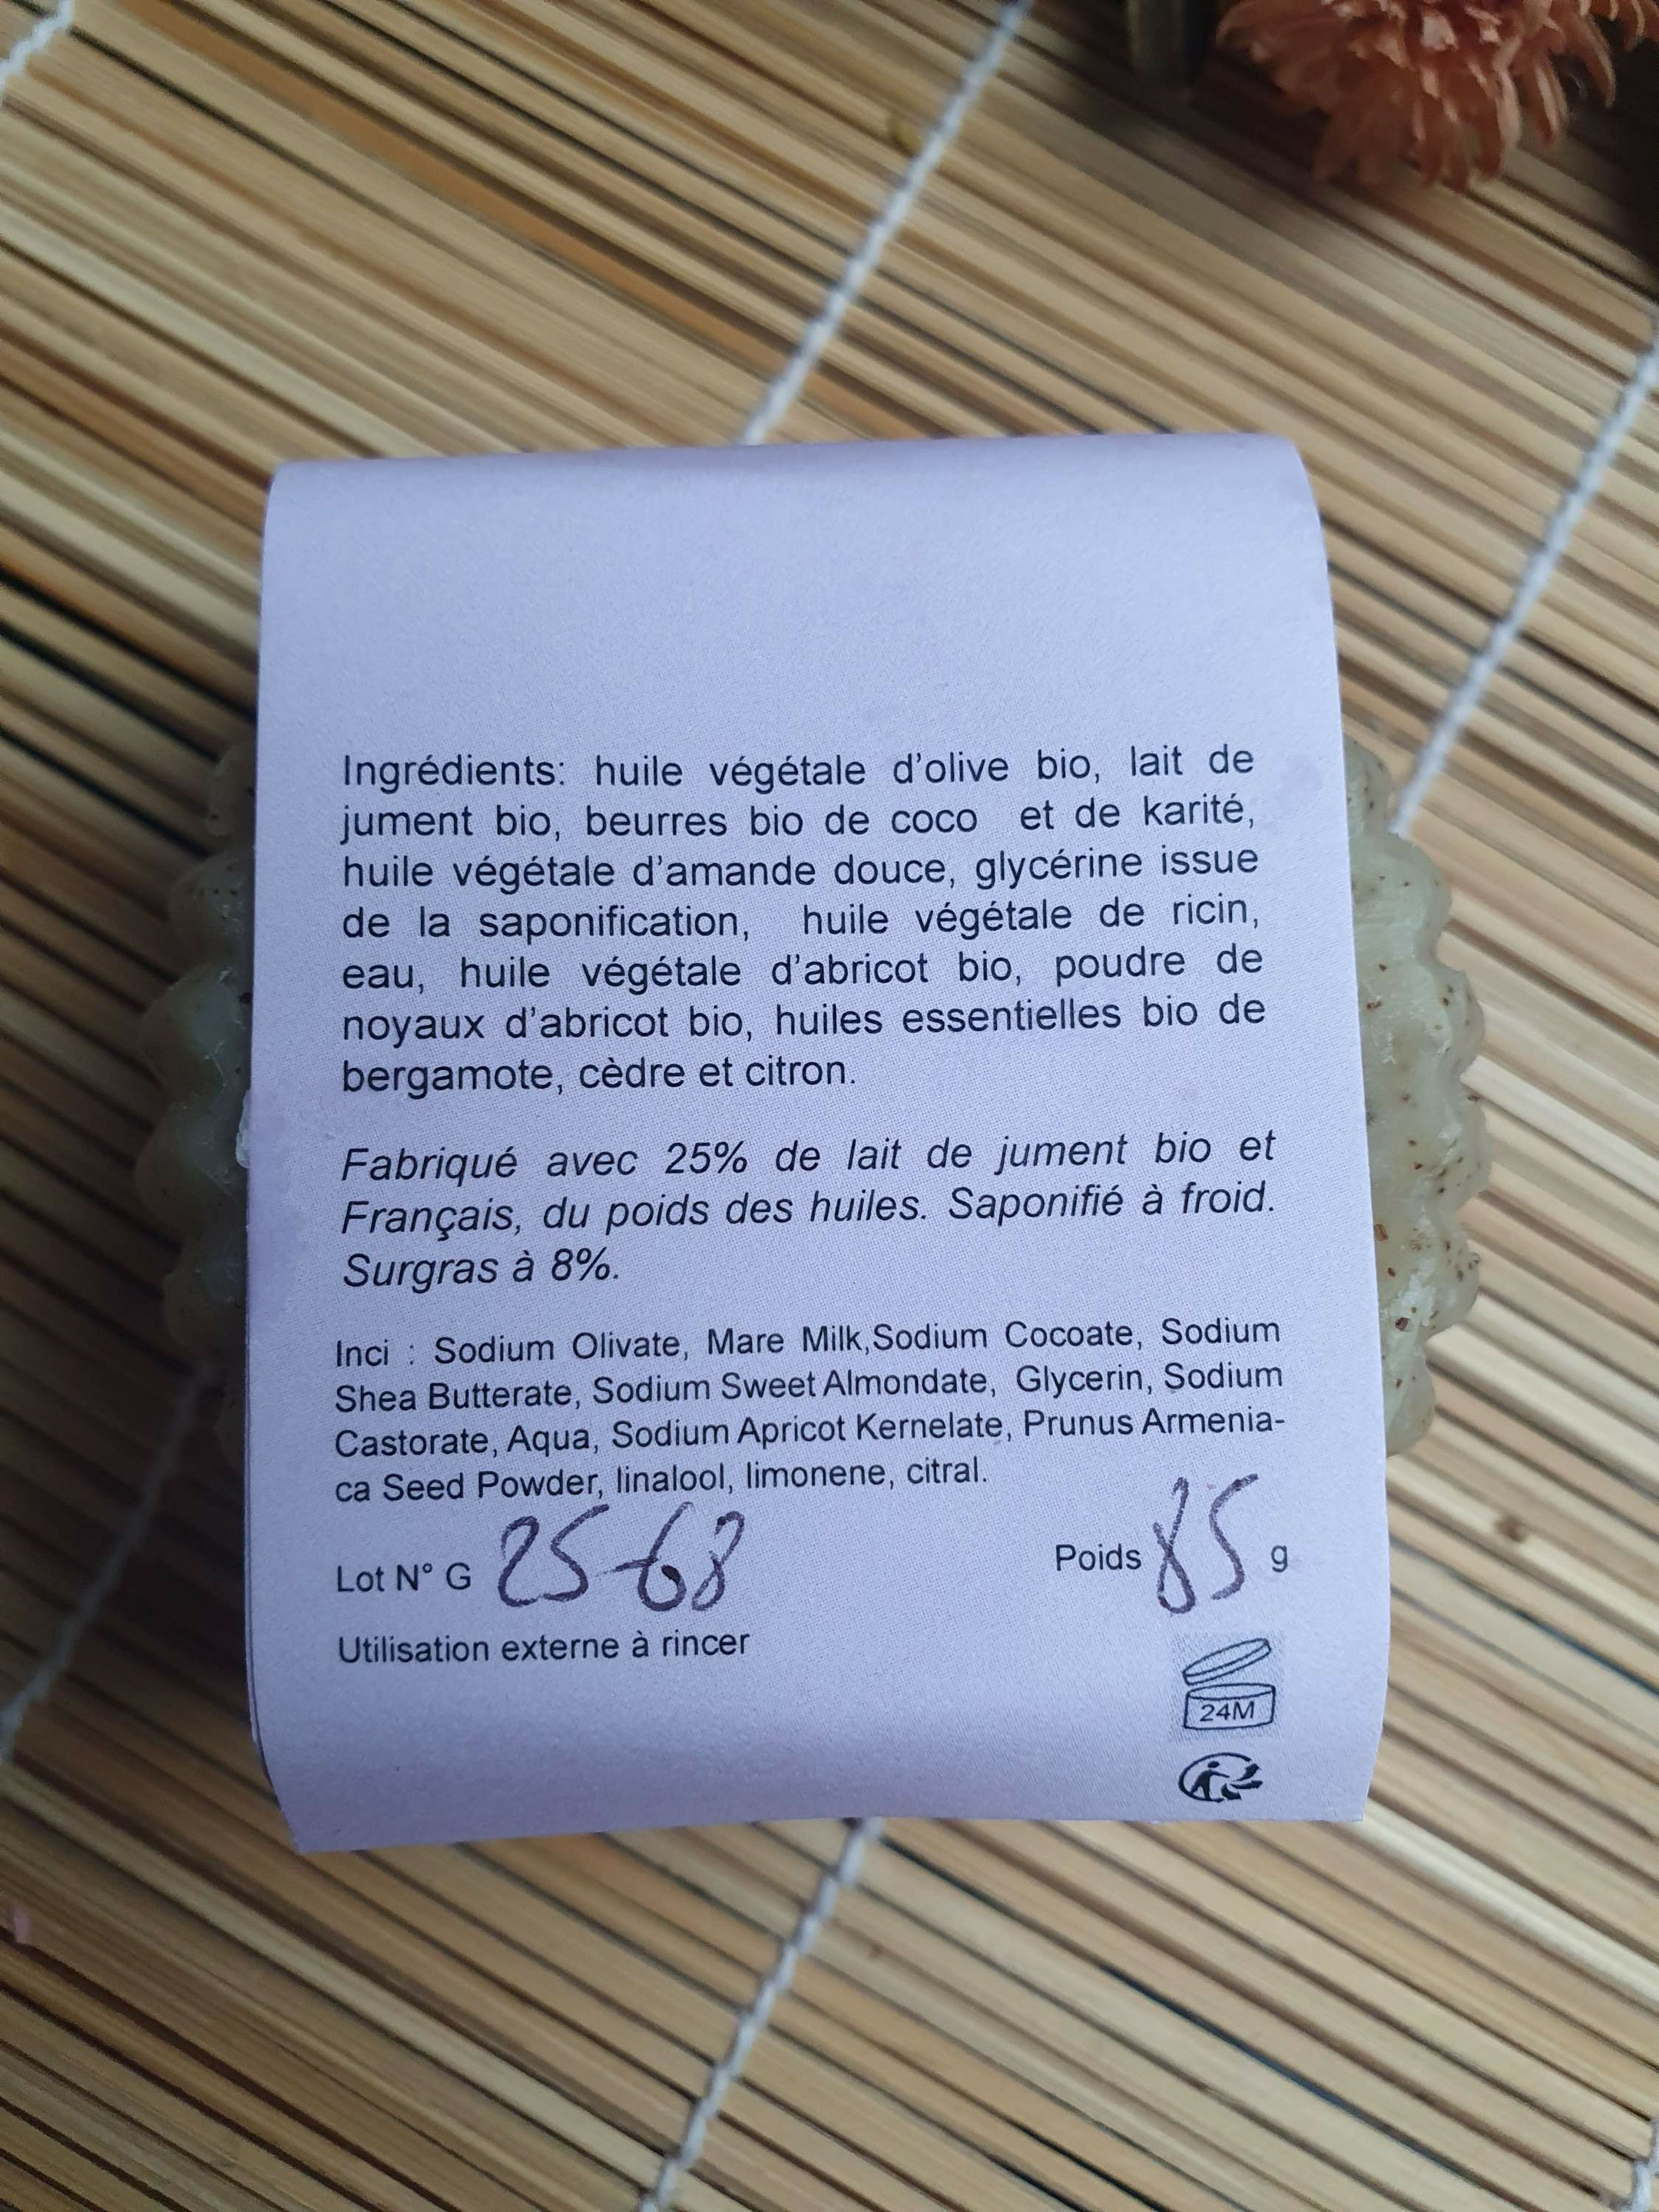 Ingrédients: huile végétale d'olive bio, lait de
jument bio, beurres bio de coco et de karité,
huile végétale d'amande douce, glycérine issue
de la saponification, huile végétale de ricin,
eau, huile végétale d'abricot bio, poudre de
noyaux d'abricot bio, huiles essentielles bio de
bergamote, cèdre et citron.
Fabriqué avec 25% de lait de jument bio et
Français, du poids des huiles. Saponifié à froid.
Surgras à 8%.
Inci : Sodium Olivate, Mare Milk,Sodium Cocoate, Sodium
Shea Butterate, Sodium Sweet Almondate, Glycerin, Sodium
Castorate, Aqua, Sodium Apricot Kernelate, Prunus Armenia-
ca Seed Powder, linalool, limonene, citral.
Lot N° G 25-68 Poids 85 g
Utilisation externe à rincer
24M